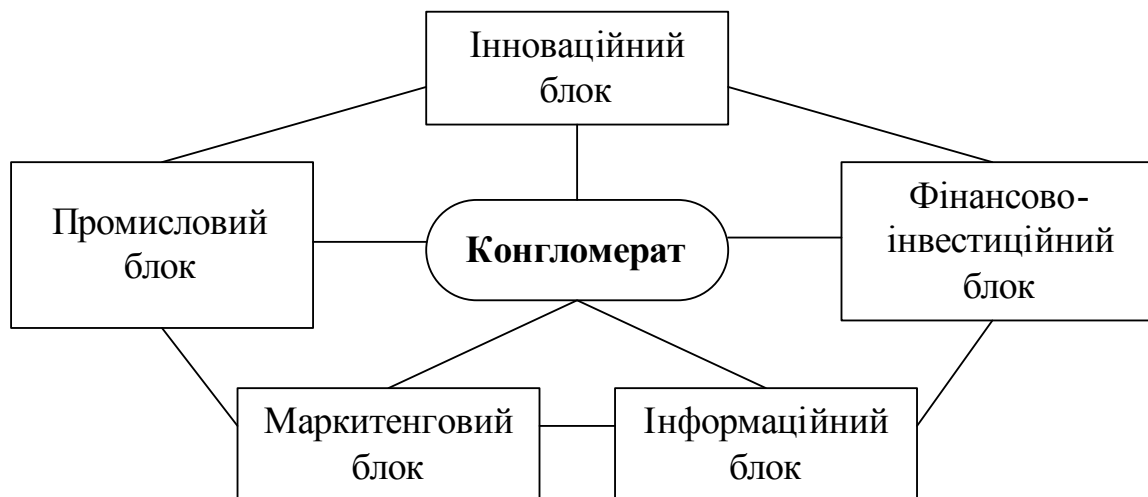 Інноваційний
блок
Промисловий
блок
Конгломерат
Фінансово-
інвестиційний
блок
Маркитенговий
блок
Інформаційний
блок